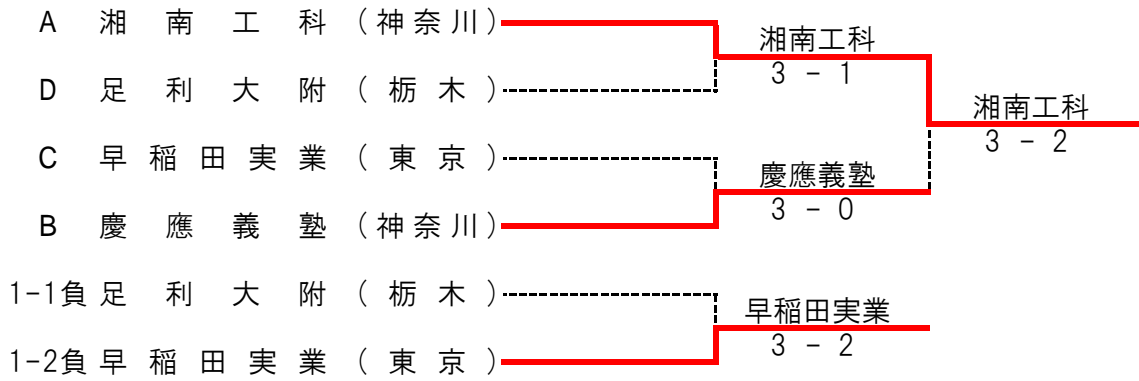 A 湘南工科(神奈川)
湘南工科
3 - 1
D 足利大附(栃木)
湘南工科
3 - 2
C 早稲田実業(東京)
慶應義塾
3 - 0
B 慶應義塾(神奈川)
1-1負 足利大附(栃木)
早稲田実業
3 - 2
1-2負 早稲田実業(東京)